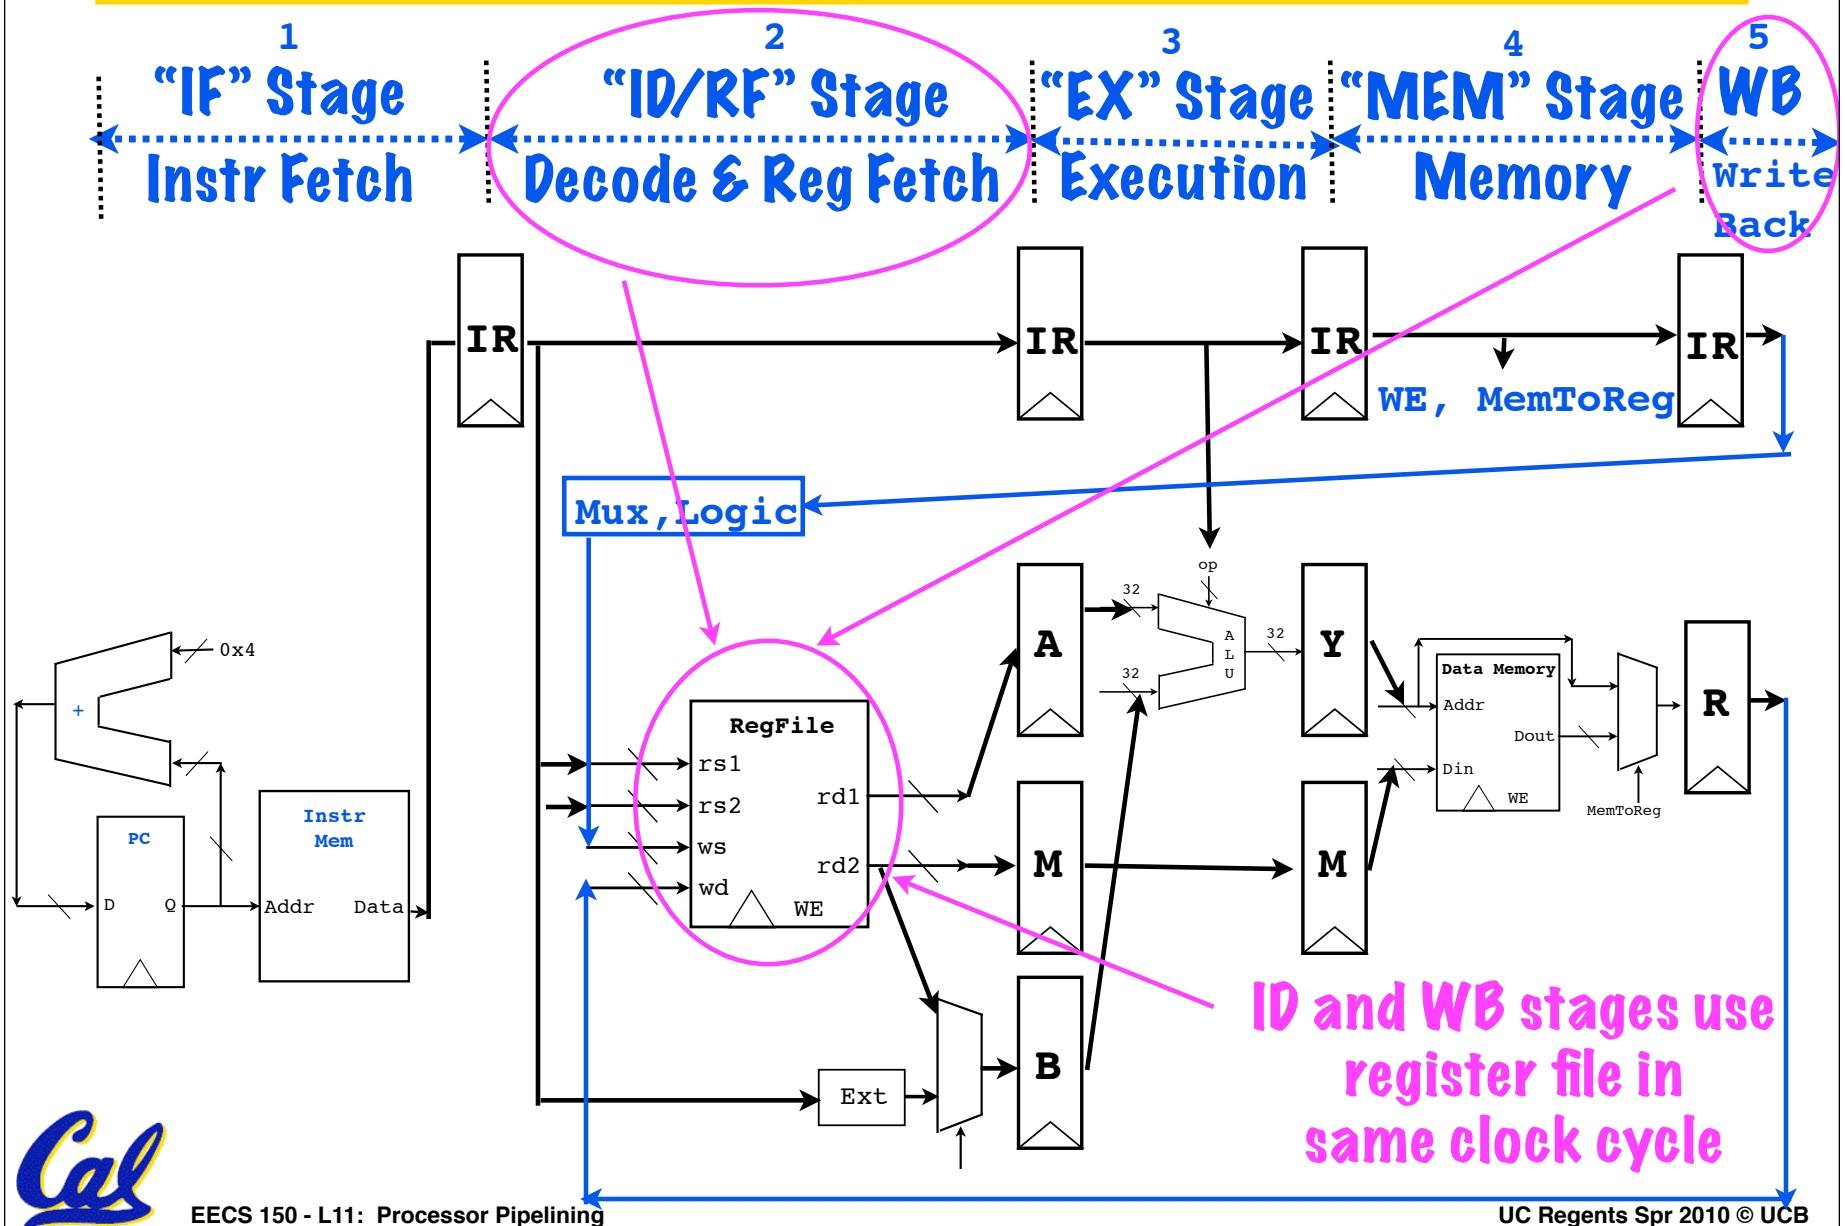 1
2
3
4
5
“IF” Stage
“ID/RF” Stage
“EX” Stage
“MEM” Stage
WB
Instr Fetch
Decode & Reg Fetch
Execution
Memory
Write
Back
IR
IR
IR
IR
WE, MemToReg
Mux,Logic
op
32
32
A
L
U
32
A
Y
0x4
+
RegFile
rs1
rs2
ws
wd
rd1
rd2
WE
Data Memory
Addr
Dout
Din
WE
MemToReg
R
PC
D
Q
Instr
Mem
Addr
Data
M
M
Ext
B
ID and WB stages use
register file in
same clock cycle
Cal
EECS 150 - L11: Processor Pipelining
UC Regents Spr 2010 © UCB